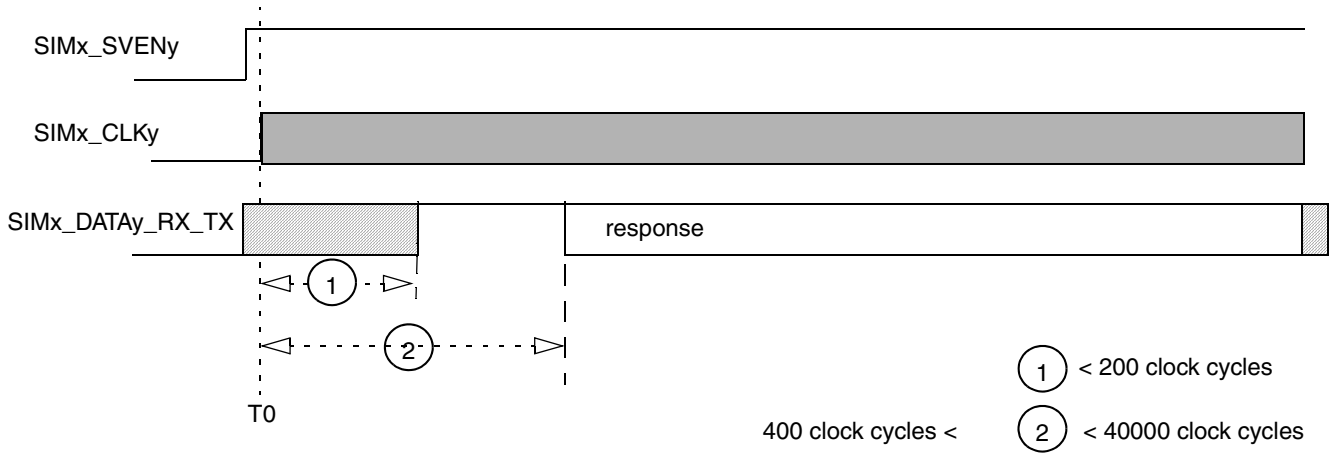 SIMx_SVENy
SIMx_CLKy
SIMx_DATAy_RX_TX
response
1
2
T0
1 < 200 clock cycles
400 clock cycles < 2 < 40000 clock cycles